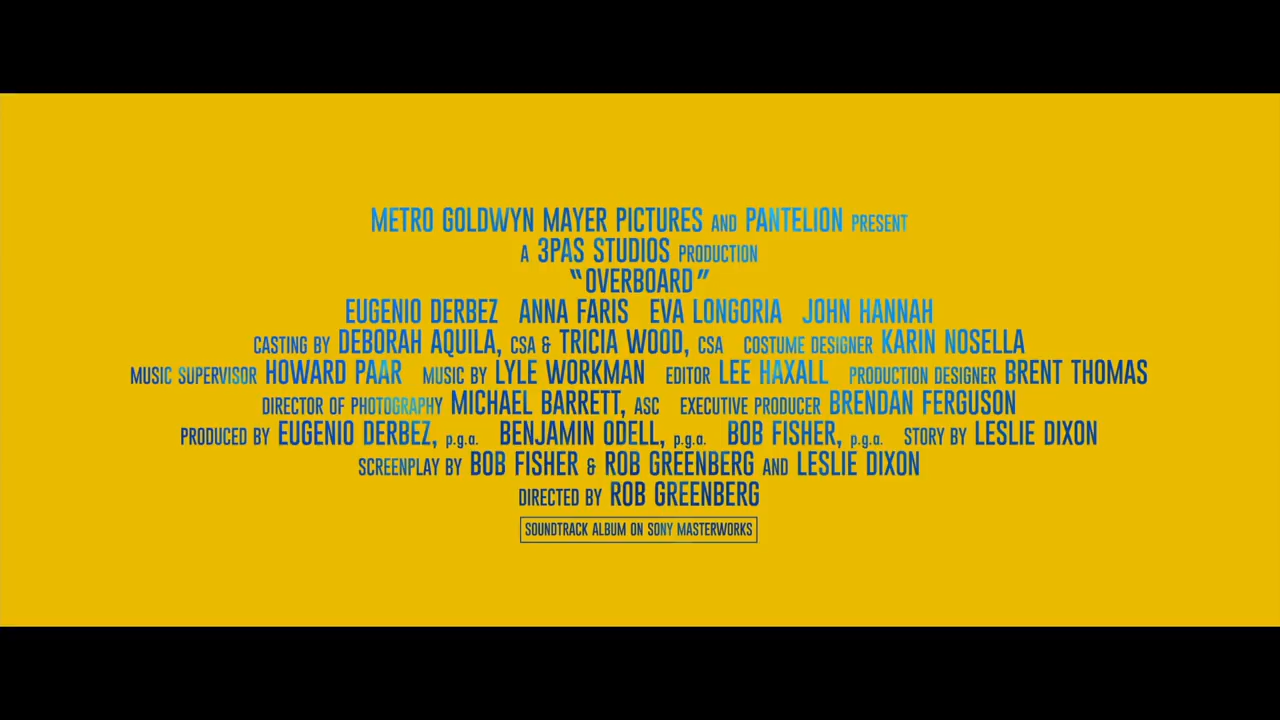 METRO GOLDWYN MAYER PICTURES AND PANTELION PRESENT
A 3PAS STUDIOS PRODUCTION
"OVERBOARD"
EUGENIO DERBEZ ANNA FARIS EVA LONGORIA JOHN HANNAH
CASTING BY DEBORAH AQUILA, CSA & TRICIA WOOD, CSA COSTUME DESIGNER KARIN NOSELLA
MUSIC SUPERVISOR HOWARD PAAR MUSIC BY LYLE WORKMAN EDITOR LEE HAXALL PRODUCTION DESIGNER BRENT THOMAS
DIRECTOR OF PHOTOGRAPHY MICHAEL BARRETT, ASC EXECUTIVE PRODUCER BRENDAN FERGUSON
PRODUCED BY EUGENIO DERBEZ, p.g.a. BENJAMIN ODELL, p.g.a. BOB FISHER, p.g.a. STORY BY LESLIE DIXON
SCREENPLAY BY BOB FISHER & ROB GREENBERG AND LESLIE DIXON
DIRECTED BY ROB GREENBERG
SOUNDTRACK ALBUM ON SONY MASTERWORKS